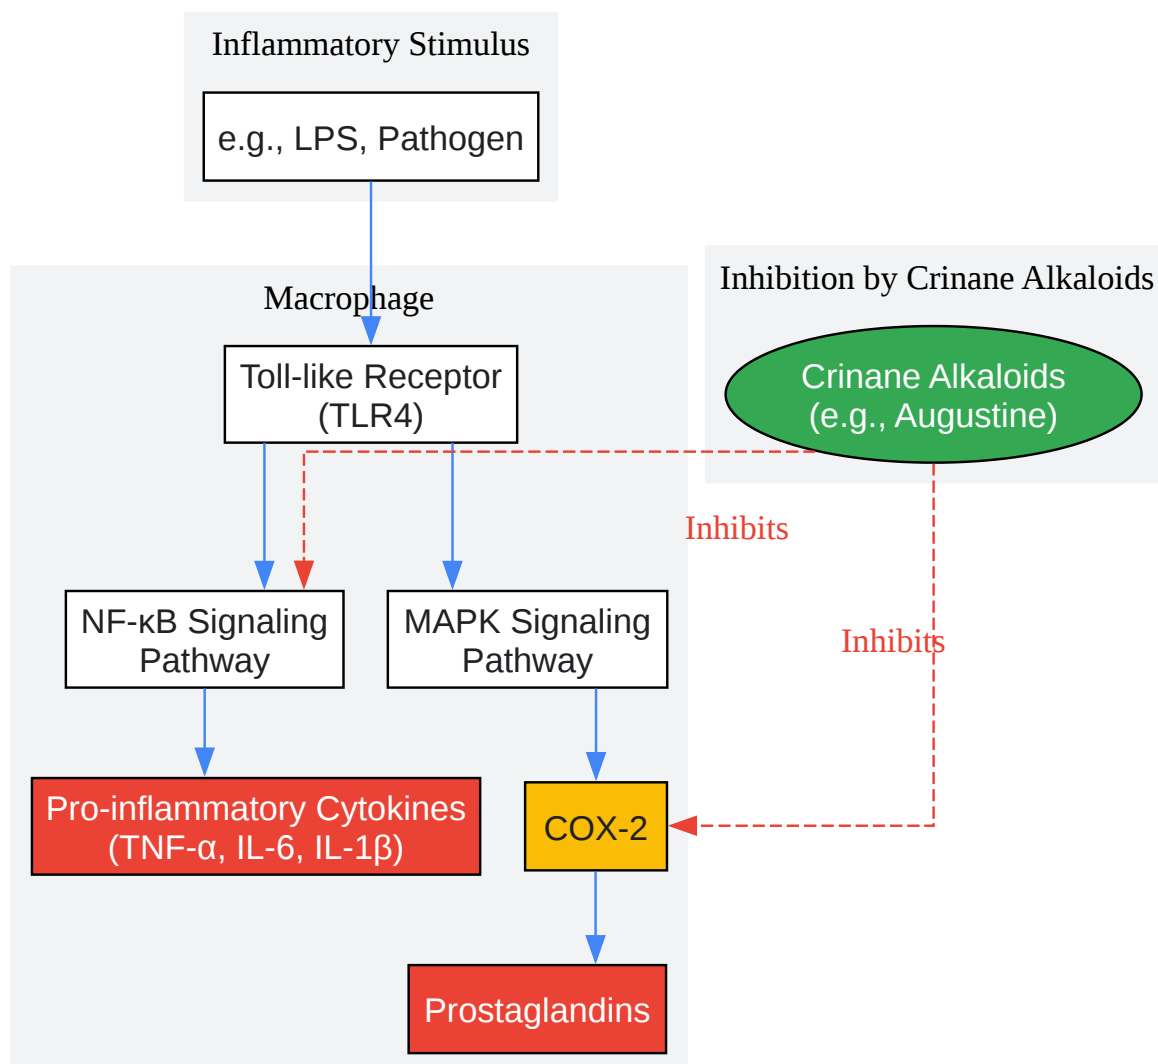 Inflammatory Stimulus
e.g., LPS, Pathogen
Macrophage
Inhibition by Crinane Alkaloids
Toll-like Receptor
(TLR4)
Crinane Alkaloids
(e.g., Augustine)
Inhibits
NF-κB Signaling
Pathway
MAPK Signaling
Pathway
Inhibits
Pro-inflammatory Cytokines
(TNF-α, IL-6, IL-1β)
COX-2
Prostaglandins